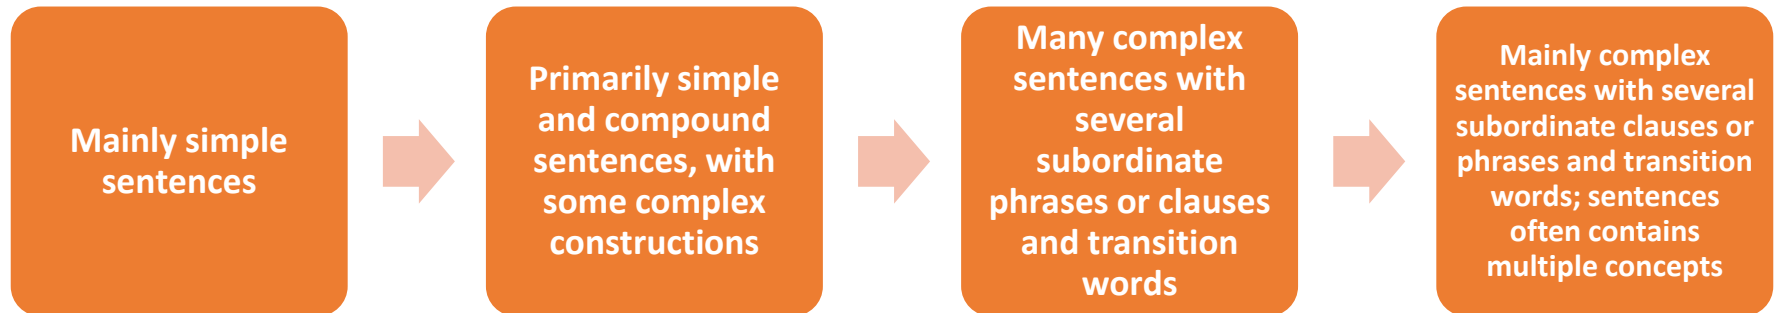 Mainly simple
sentences
Primarily simple
and compound
sentences, with
some complex
constructions
Many complex
sentences with
several
subordinate
phrases or clauses
and transition
words
Mainly complex
sentences with several
subordinate clauses or
phrases and transition
words; sentences
often contains
multiple concepts